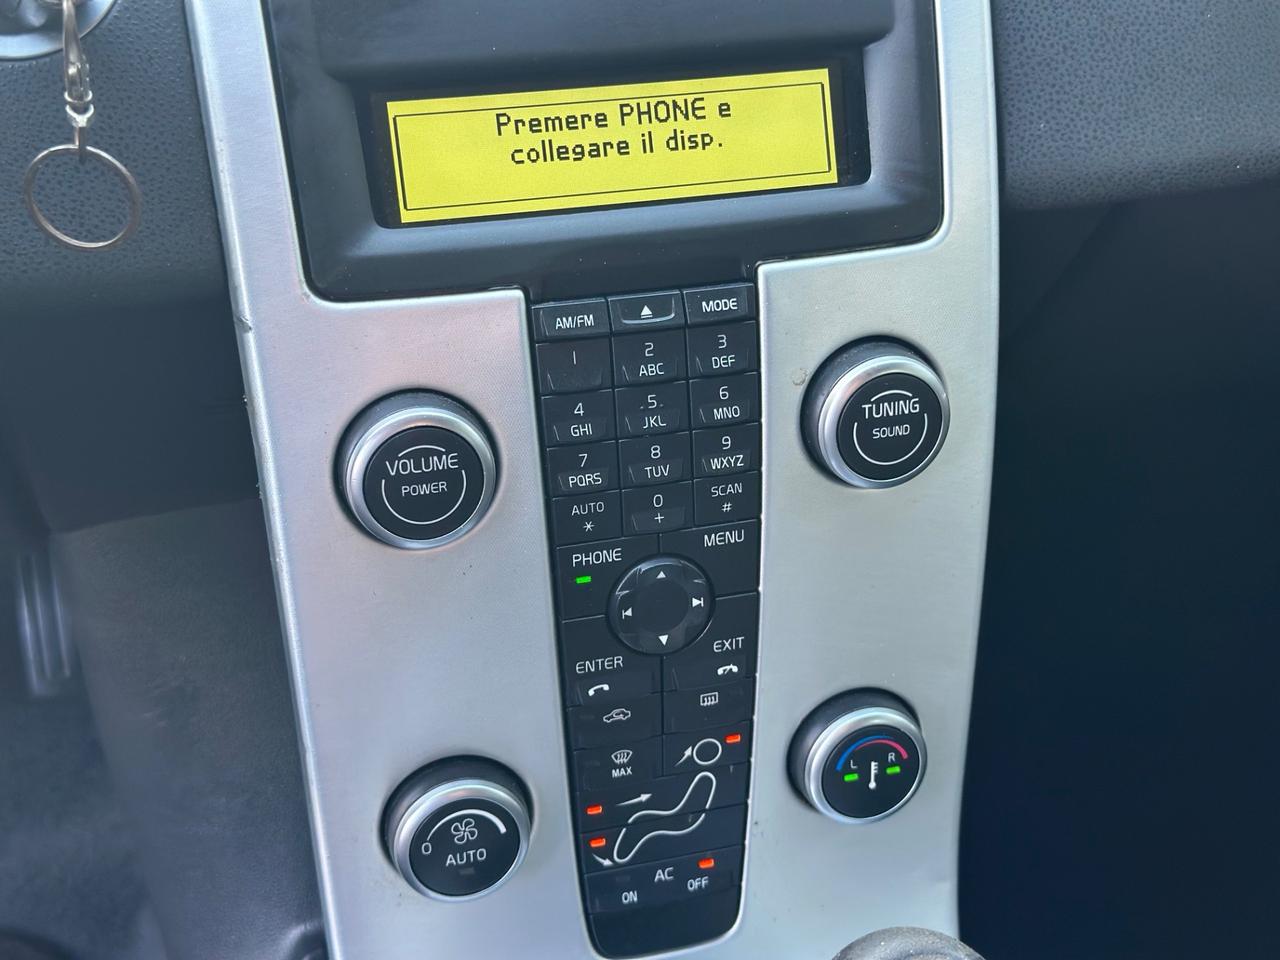 Premere PHONE e
collegare il disp.
AM/FM
MODE
1
2
ABC
3
DEF
4
GHI
5
JKL
6
MNO
7
PQRS
8
TUV
9
WXYZ
AUTO
*
0
+
SCAN
#
VOLUME
POWER
TUNING
SOUND
PHONE
MENU
ENTER
EXIT
MAX
L
R
0
AUTO
AC
ON
OFF